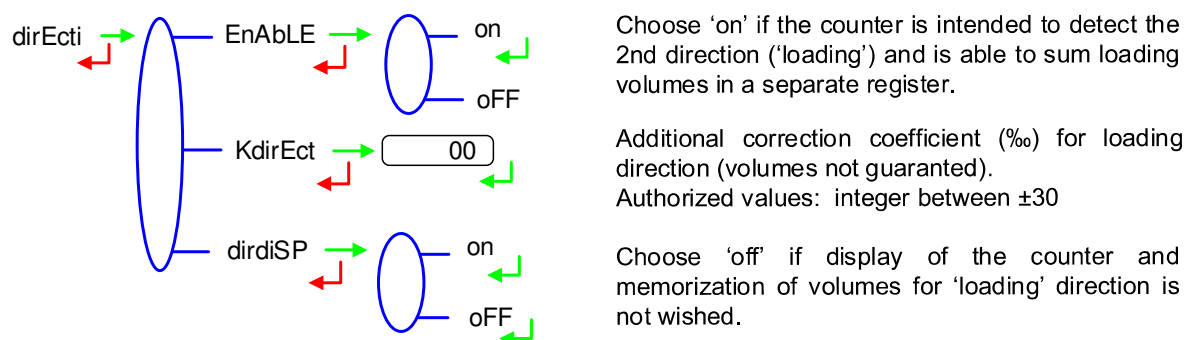 dirEcti
EnAbLE
on
oFF
Choose ‘on’ if the counter is intended to detect the
2nd direction (‘loading’) and is able to sum loading
volumes in a separate register.
KdirEct
00
Additional correction coefficient (‰) for loading
direction (volumes not guaranted).
Authorized values: integer between ±30
dirdiSP
on
oFF
Choose ‘off’ if display of the counter and
memorization of volumes for ‘loading’ direction is
not wished.